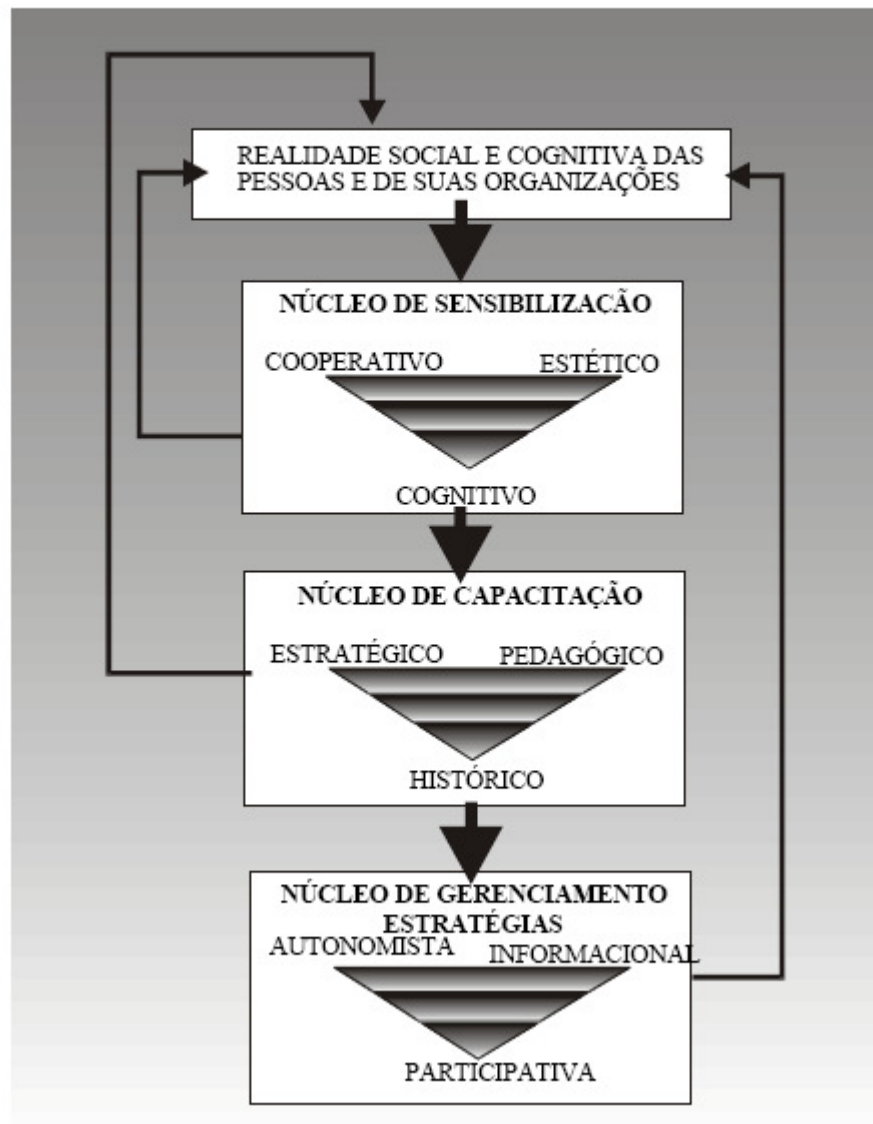 REALIDADE SOCIAL E COGNITIVA DAS
PESSOAS E DE SUAS ORGANIZAÇÕES
NÚCLEO DE SENSIBILIZAÇÃO
COOPERATIVO ESTÉTICO
COGNITIVO
NÚCLEO DE CAPACITAÇÃO
ESTRATÉGICO PEDAGÓGICO
HISTÓRICO
NÚCLEO DE GERENCIAMENTO
ESTRATÉGIAS
AUTONOMISTA INFORMACIONAL
PARTICIPATIVA